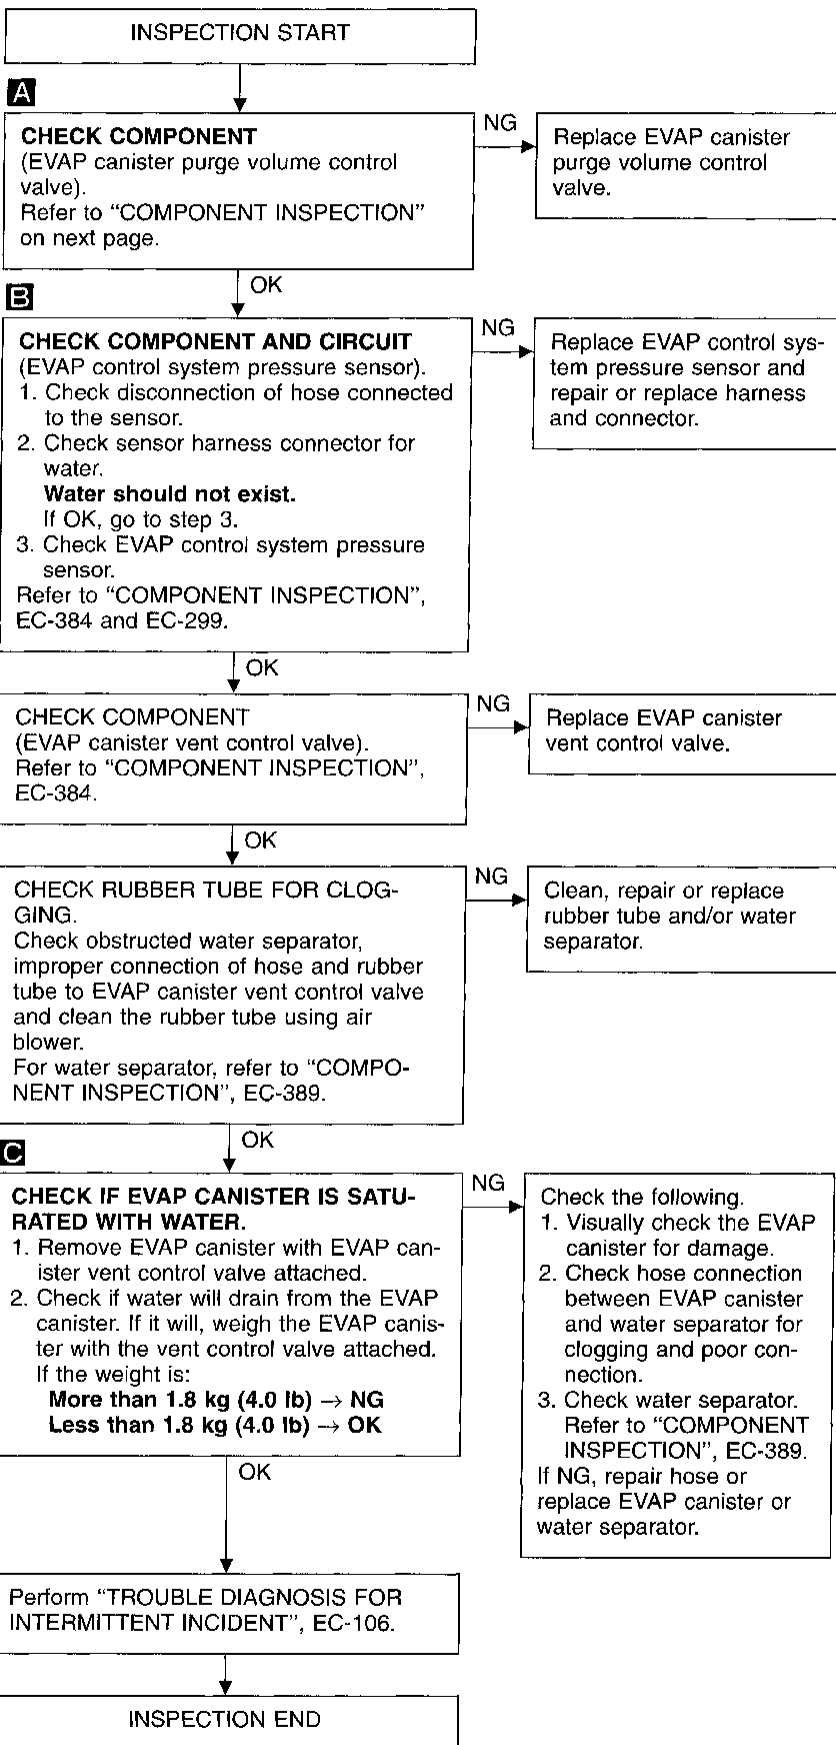 INSPECTION START
A
CHECK COMPONENT
(EVAP canister purge volume control
valve).
Refer to “COMPONENT INSPECTION”
on next page.
NG
Replace EVAP canister
purge volume control
valve.
OK
B
CHECK COMPONENT AND CIRCUIT
(EVAP control system pressure sensor).
1. Check disconnection of hose connected
to the sensor.
2. Check sensor harness connector for
water.
Water should not exist.
If OK, go to step 3.
3. Check EVAP control system pressure
sensor.
Refer to “COMPONENT INSPECTION”,
EC-384 and EC-299.
NG
Replace EVAP control sys-
tem pressure sensor and
repair or replace harness
and connector.
OK
CHECK COMPONENT
(EVAP canister vent control valve).
Refer to “COMPONENT INSPECTION”,
EC-384.
NG
Replace EVAP canister
vent control valve.
OK
CHECK RUBBER TUBE FOR CLOG-
GING.
Check obstructed water separator,
improper connection of hose and rubber
tube to EVAP canister vent control valve
and clean the rubber tube using air
blower.
For water separator, refer to “COMPO-
NENT INSPECTION”, EC-389.
NG
Clean, repair or replace
rubber tube and/or water
separator.
OK
C
CHECK IF EVAP CANISTER IS SATU-
RATED WITH WATER.
1. Remove EVAP canister with EVAP can-
ister vent control valve attached.
2. Check if water will drain from the EVAP
canister. If it will, weigh the EVAP canis-
ter with the vent control valve attached.
If the weight is:
More than 1.8 kg (4.0 lb) → NG
Less than 1.8 kg (4.0 lb) → OK
NG
Check the following.
1. Visually check the EVAP
canister for damage.
2. Check hose connection
between EVAP canister
and water separator for
clogging and poor con-
nection.
3. Check water separator.
Refer to “COMPONENT
INSPECTION”, EC-389.
If NG, repair hose or
replace EVAP canister or
water separator.
OK
Perform “TROUBLE DIAGNOSIS FOR
INTERMITTENT INCIDENT”, EC-106.
INSPECTION END